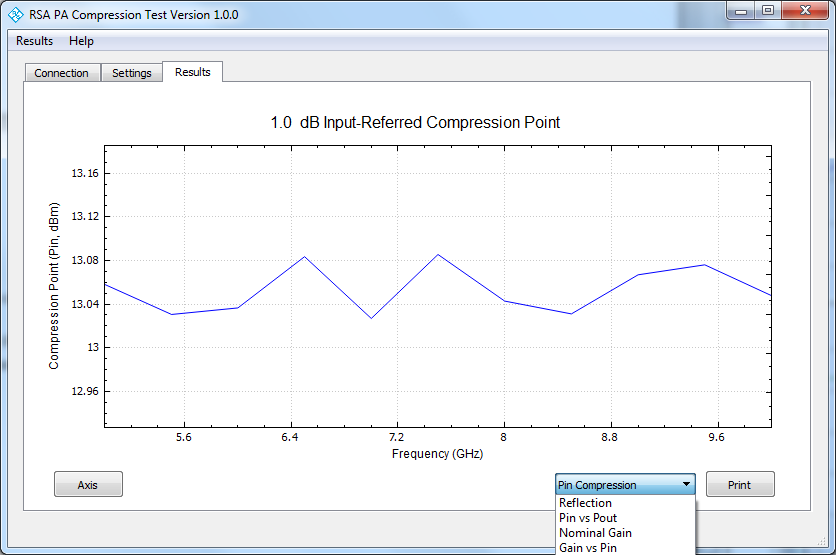 RSA PA Compression Test Version 1.0.0
Results Help
Connection Settings Results
1.0 dB Input-Referred Compression Point
Compression Point (Pin, dBm)
13.16
13.12
13.08
13.04
13
12.96
5.6 6.4 7.2 8 8.8 9.6
Frequency (GHz)
Axis Pin Compression Print
Reflection
Pin vs Pout
Nominal Gain
Gain vs Pin